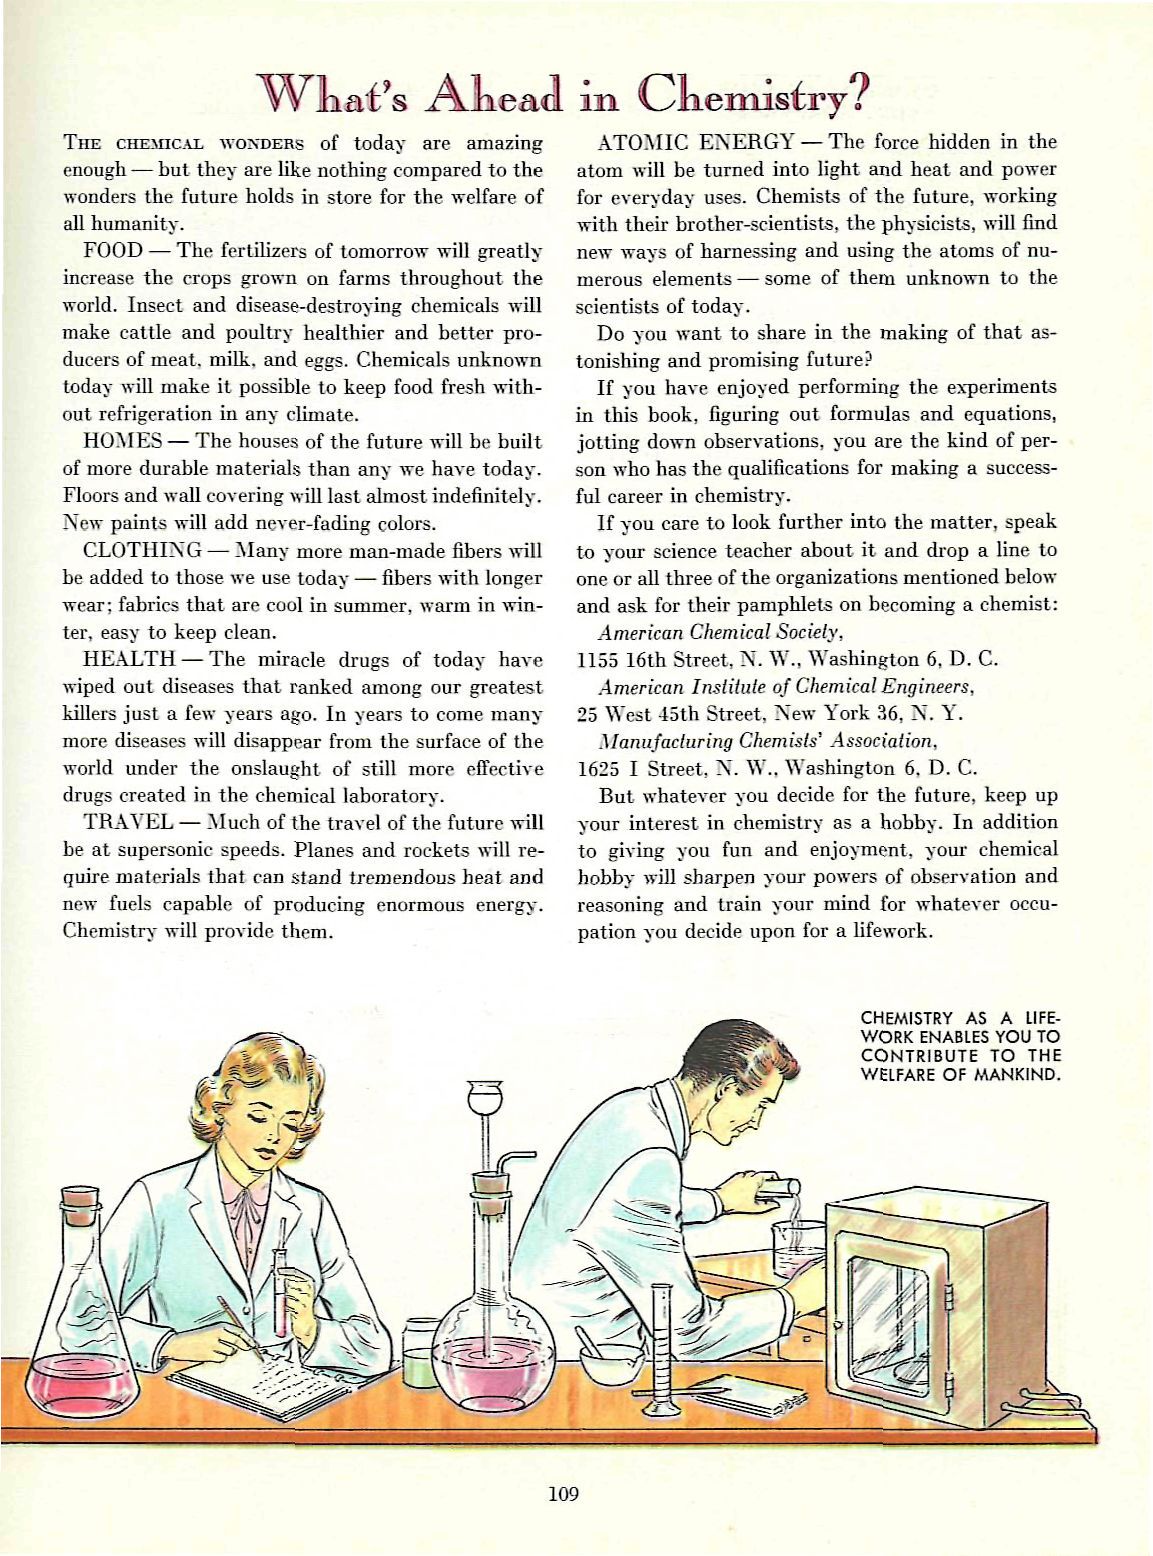 What's Ahead in Chemistry?
THE CHEMICAL WONDERS of today are amazing
enough — but they are like nothing compared to the
wonders the future holds in store for the welfare of
all humanity.
FOOD — The fertilizers of tomorrow will greatly
increase the crops grown on farms throughout the
world. Insect and disease-destroying chemicals will
make cattle and poultry healthier and better pro-
ducers of meat, milk, and eggs. Chemicals unknown
today will make it possible to keep food fresh with-
out refrigeration in any climate.
HOMES — The houses of the future will be built
of more durable materials than any we have today.
Floors and wall covering will last almost indefinitely.
New paints will add never-fading colors.
CLOTHING — Many more man-made fibers will
be added to those we use today — fibers with longer
wear; fabrics that are cool in summer, warm in win-
ter, easy to keep clean.
HEALTH — The miracle drugs of today have
wiped out diseases that ranked among our greatest
killers just a few years ago. In years to come many
more diseases will disappear from the surface of the
world under the onslaught of still more effective
drugs created in the chemical laboratory.
TRAVEL — Much of the travel of the future will
be at supersonic speeds. Planes and rockets will re-
quire materials that can stand tremendous heat and
new fuels capable of producing enormous energy.
Chemistry will provide them.
ATOMIC ENERGY — The force hidden in the
atom will be turned into light and heat and power
for everyday uses. Chemists of the future, working
with their brother-scientists, the physicists, will find
new ways of harnessing and using the atoms of nu-
merous elements — some of them unknown to the
scientists of today.
Do you want to share in the making of that as-
tonishing and promising future?
If you have enjoyed performing the experiments
in this book, figuring out formulas and equations,
jotting down observations, you are the kind of per-
son who has the qualifications for making a success-
ful career in chemistry.
If you care to look further into the matter, speak
to your science teacher about it and drop a line to
one or all three of the organizations mentioned below
and ask for their pamphlets on becoming a chemist:
American Chemical Society,
1155 16th Street, N. W., Washington 6, D. C.
American Institute of Chemical Engineers,
25 West 45th Street, New York 36, N. Y.
Manufacturing Chemists' Association,
1625 I Street, N. W., Washington 6, D. C.
But whatever you decide for the future, keep up
your interest in chemistry as a hobby. In addition
to giving you fun and enjoyment, your chemical
hobby will sharpen your powers of observation and
reasoning and train your mind for whatever occu-
pation you decide upon for a lifework.
CHEMISTRY AS A LIFE-
WORK ENABLES YOU TO
CONTRIBUTE TO THE
WELFARE OF MANKIND.
109